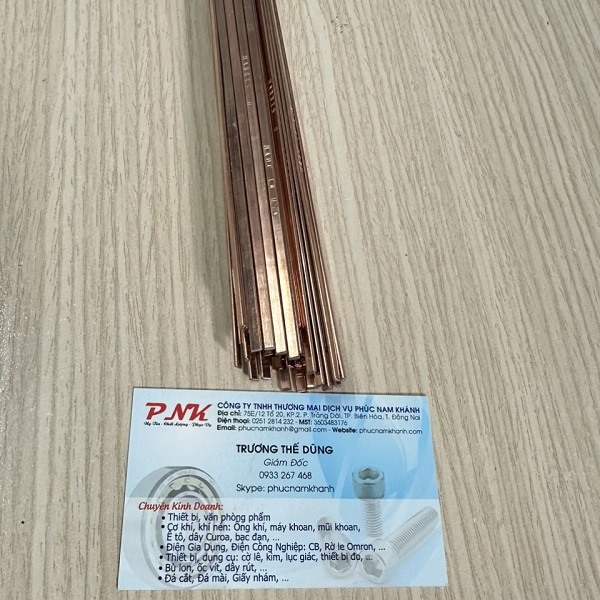 PNK
Uy Tín - Chất Lượng - Phục Vụ
CÔNG TY TNHH THƯƠNG MẠI DỊCH VỤ PHÚC NAM KHÁNH
Địa chỉ: 75E/12 Tổ 20, KP.2, P. Trảng Dài, TP. Biên Hòa, T. Đồng Nai
Điện thoại: 0251 2814 232 - MST: 3603483176
Email: phucnamkhanh@gmail.com - Website: phucnamkhanh.com
TRƯƠNG THẾ DŨNG
Giám Đốc
0933 267 468
Skype: phucnamkhanh
Chuyên Kinh Doanh:
• Thiết bị, văn phòng phẩm
• Cơ khí, khí nén: Ống khí, máy khoan, mũi khoan,
Ê tô, dây Curoa, bạc đạn, ...
• Điện Gia Dụng, Điện Công Nghiệp: CB, Rờ le Omron, ...
• Thiết bị, dụng cụ: cờ lê, kìm, lục giác, thiết bị đo, ...
• Bù lon, ốc vít, dây rút, ...
• Đá cắt, Đá mài, Giấy nhám, ...